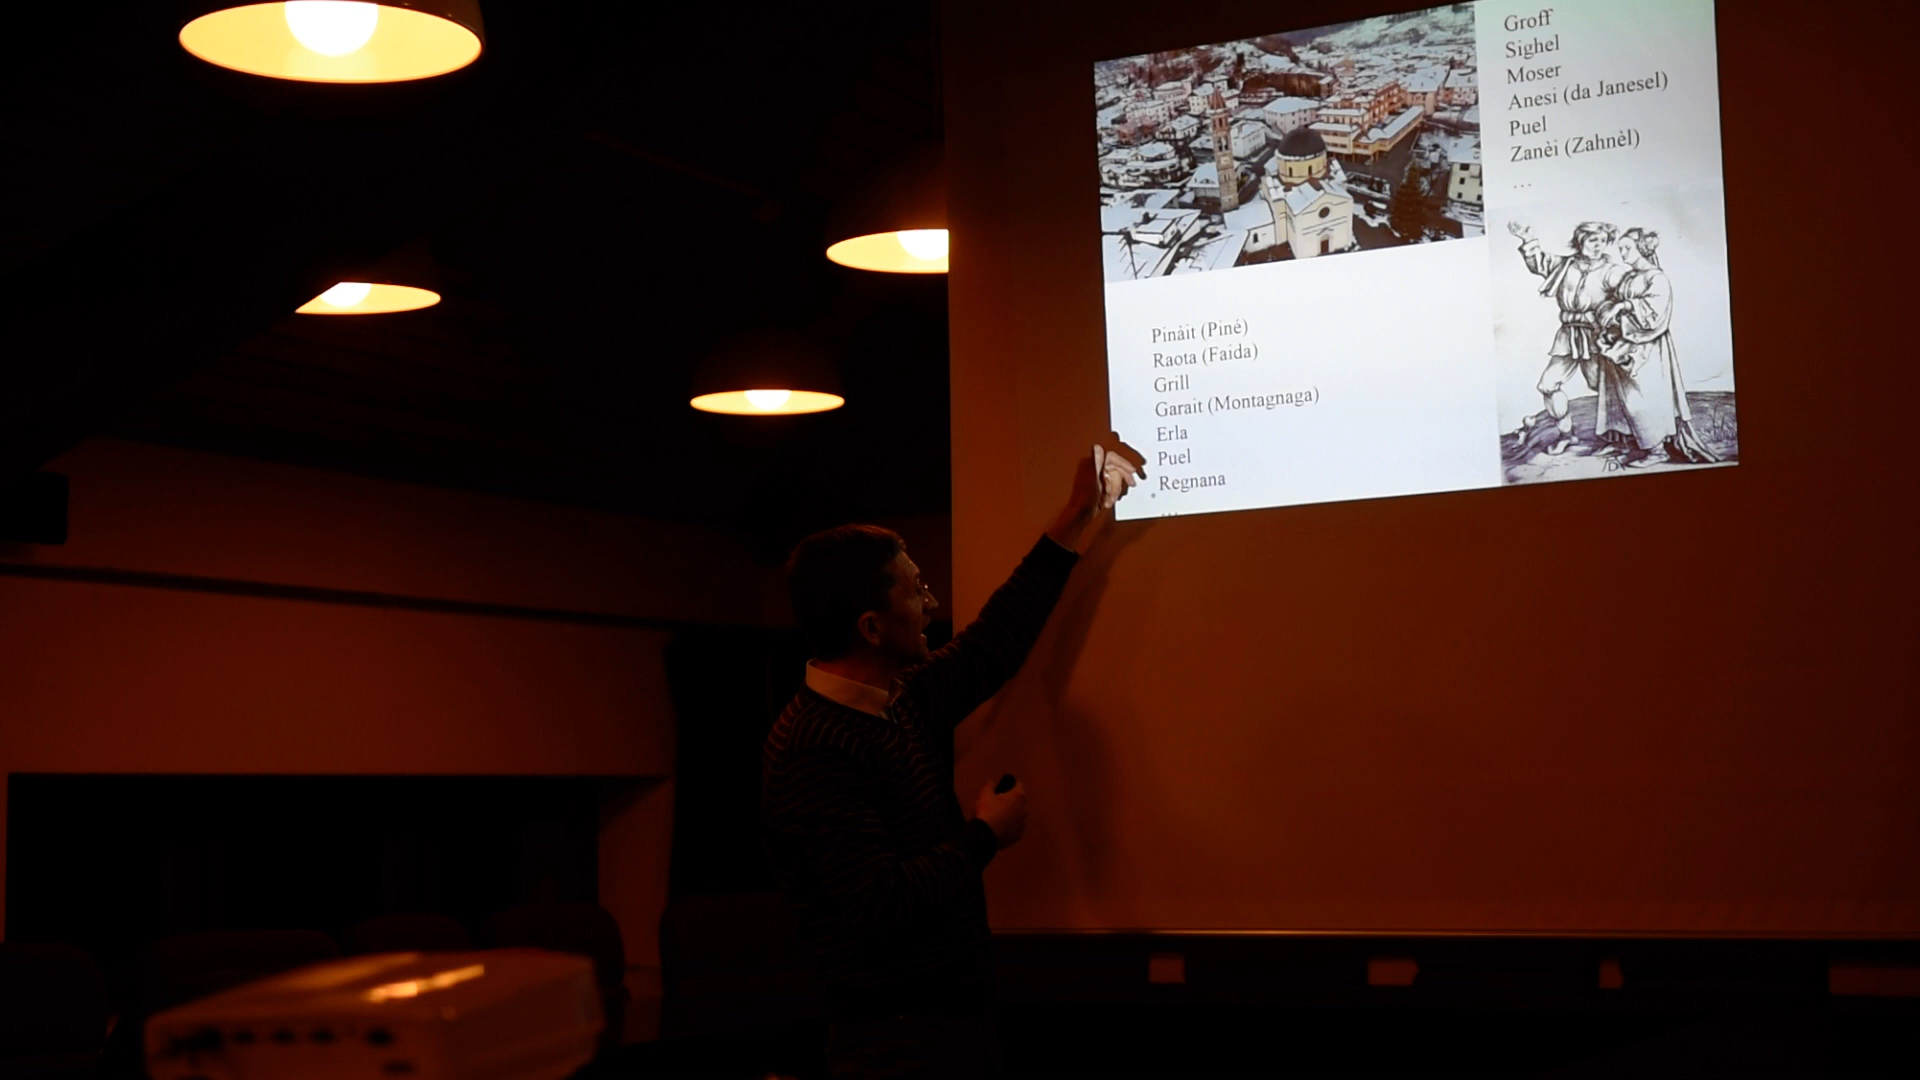 Groff
Sighel
Moser
Anesi (da Janesel)
Puel
Zanèi (Zahnèl)
...
Pinàit (Piné)
Raota (Faida)
Grill
Garait (Montagnaga)
Erla
Puel
Regnana
...
AD